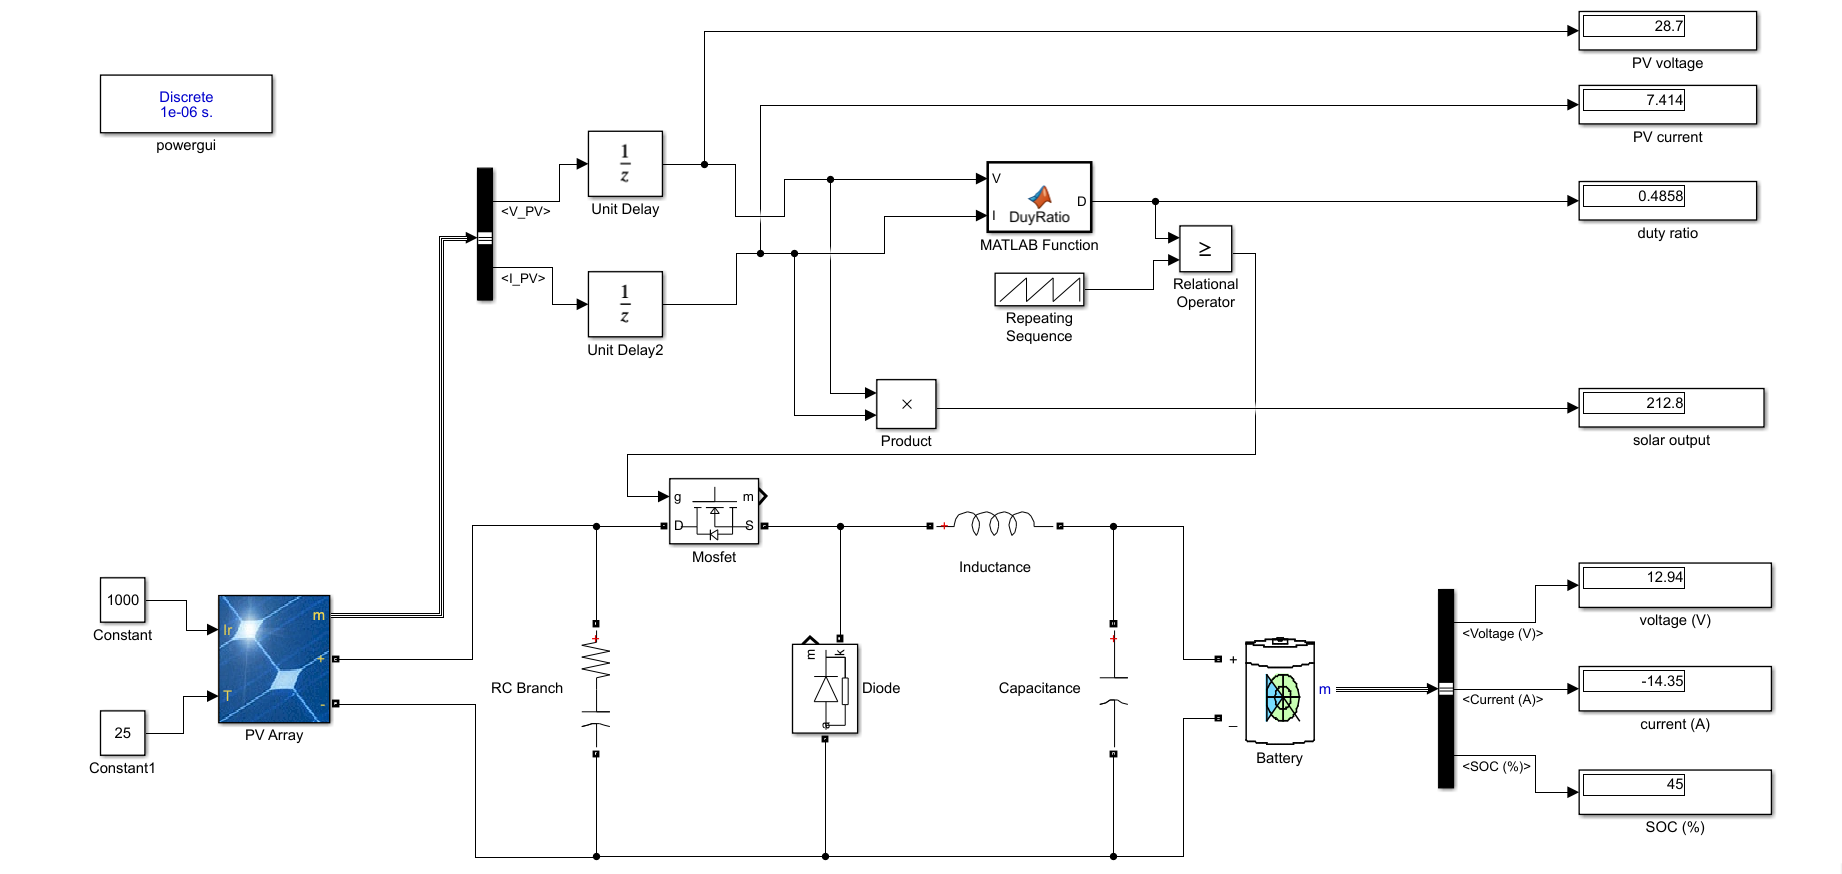 28.7
PV voltage
Discrete
1e-06 s.
powergui
7.414
PV current
1
z
Unit Delay
<V_PV>
V
I
D
DuyRatio
MATLAB Function
0.4858
duty ratio
≥
Relational
Operator
<I_PV>
1
z
Unit Delay2
Repeating
Sequence
×
Product
212.8
solar output
g
m
D
S
Mosfet
+
Inductance
1000
Constant
25
Constant1
Ir
T
m
+
-
PV Array
+
RC Branch
m
k
a
Diode
+
Capacitance
+
_
m
Battery
<Voltage (V)>
<Current (A)>
<SOC (%)>
12.94
voltage (V)
-14.35
current (A)
45
SOC (%)